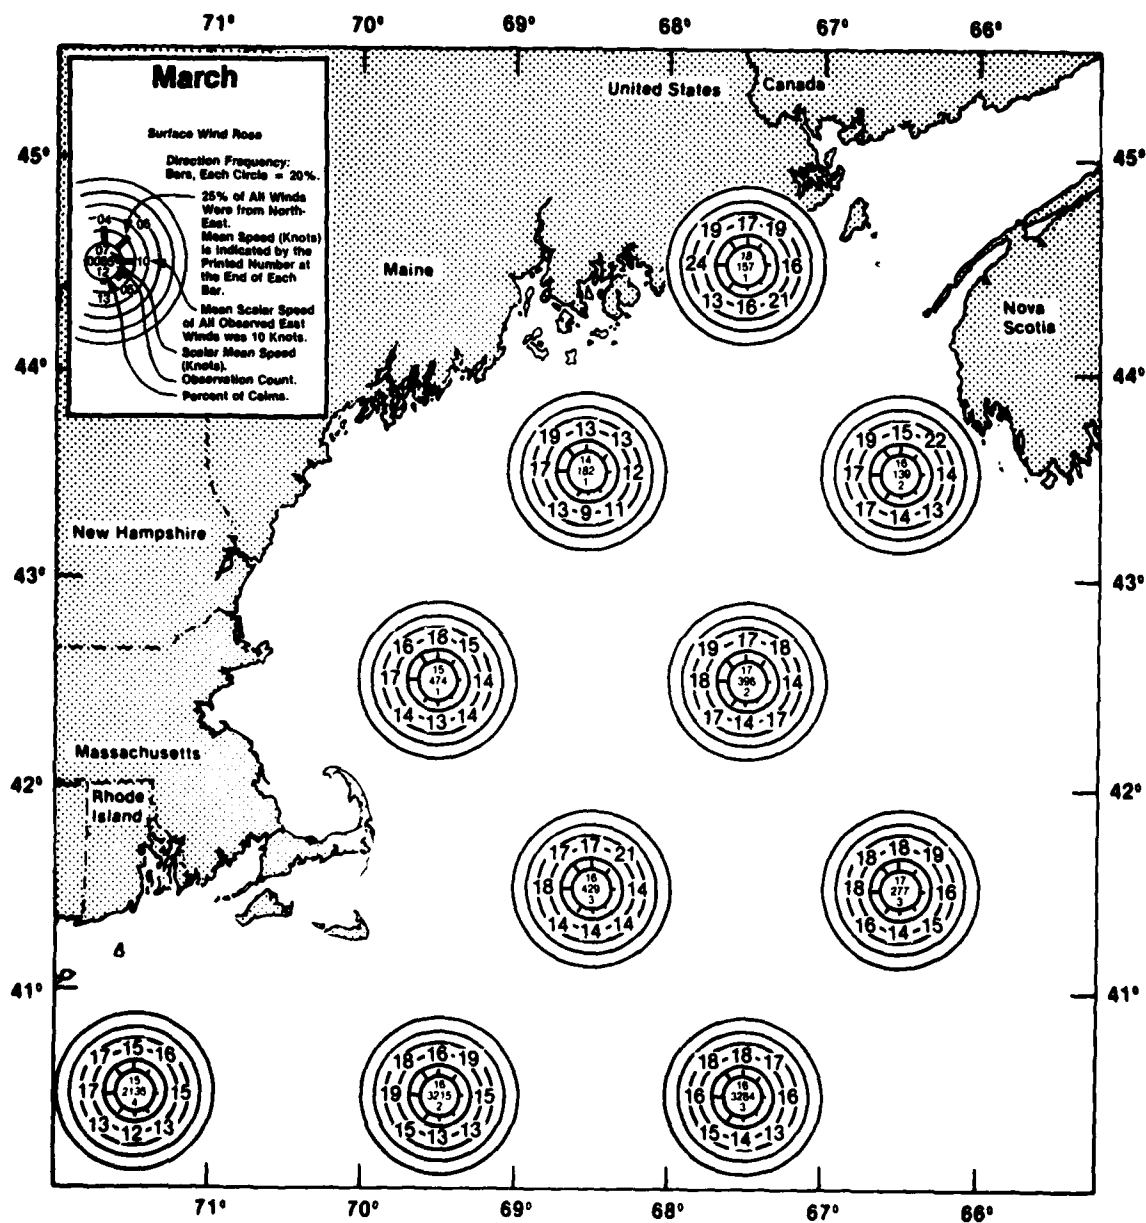 71° 70° 69° 68° 67° 66°
March
Surface Wind Rose
Direction Frequency:
Bars, Each Circle = 20%.
25% of All Winds
Were from North-
East.
Mean Speed (Knots)
is Indicated by the
Printed Number at
the End of Each
Bar.
Mean Scalar Speed
of All Observed East
Winds was 10 Knots.
Scalar Mean Speed
(Knots).
Observation Count.
Percent of Calms.
04
07
10
12
13
United States
Canada
45° 45°
Maine
Nova
Scotia
19 17 19
24 18 157 1 16
13 16 21
44° 44°
19 13 13
17 14 182 1 12
13 9 11
19 15 22
17 16 139 2 14
17 14 13
New Hampshire
43° 43°
16 18 15
17 15 474 1 14
14 13 14
19 17 18
18 17 396 2 14
17 14 17
Massachusetts
42° 42°
Rhode
Island
17 17 21
18 16 429 3 14
14 14 14
18 18 19
18 17 277 3 16
16 14 15
41° 41°
17 15 16
17 15 2135 4 15
13 12 13
18 16 19
19 16 3215 2 15
15 13 13
18 18 17
16 16 3284 3 16
15 14 13
71° 70° 69° 68° 67° 66°